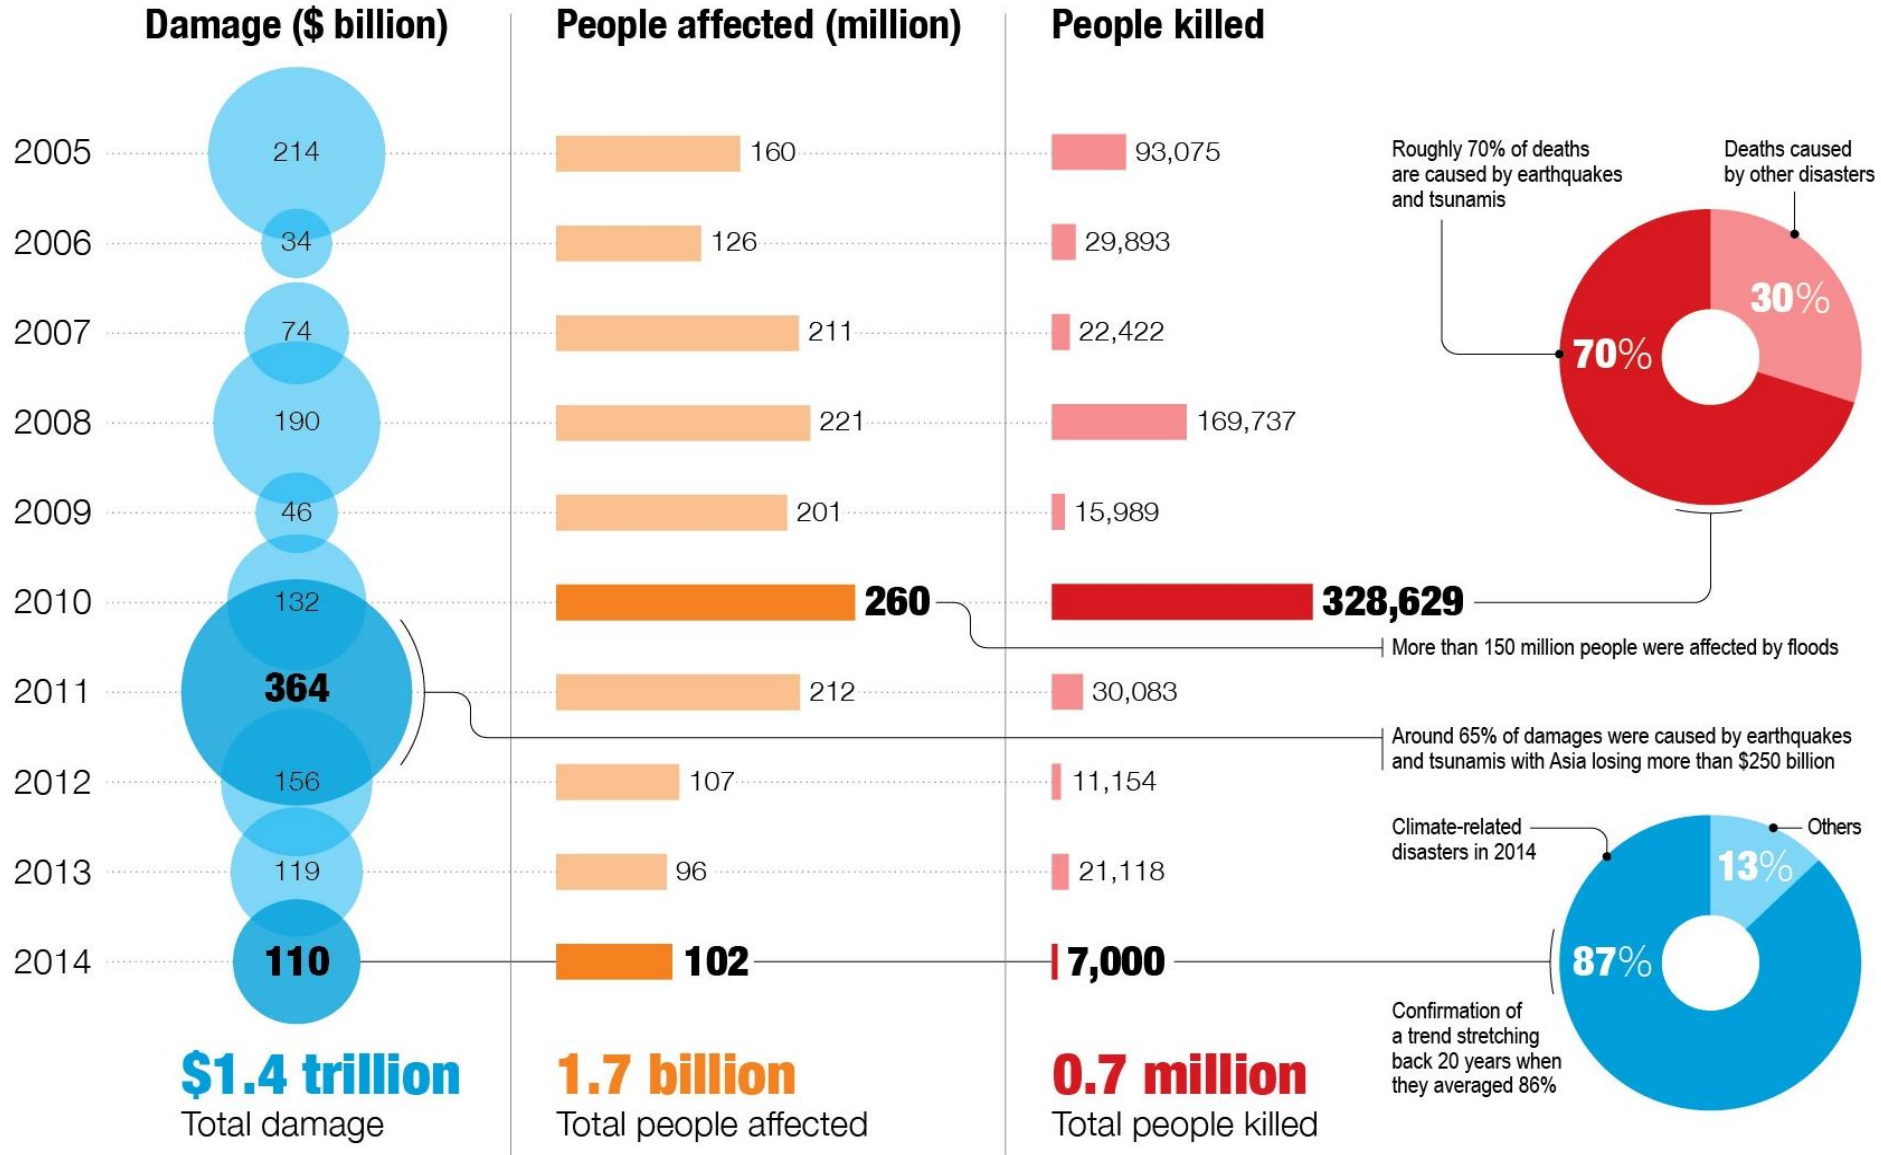 Damage ($ billion)
People affected (million)
People killed
2005
214
160
93,075
2006
34
126
29,893
2007
74
211
22,422
2008
190
221
169,737
2009
46
201
15,989
2010
132
260
328,629
2011
364
212
30,083
2012
156
107
11,154
2013
119
96
21,118
2014
110
102
7,000
$1.4 trillion
Total damage
1.7 billion
Total people affected
0.7 million
Total people killed
Roughly 70% of deaths
are caused by earthquakes
and tsunamis
Deaths caused
by other disasters
30%
70%
More than 150 million people were affected by floods
Around 65% of damages were caused by earthquakes
and tsunamis with Asia losing more than $250 billion
Climate-related
disasters in 2014
Others
13%
87%
Confirmation of
a trend stretching
back 20 years when
they averaged 86%